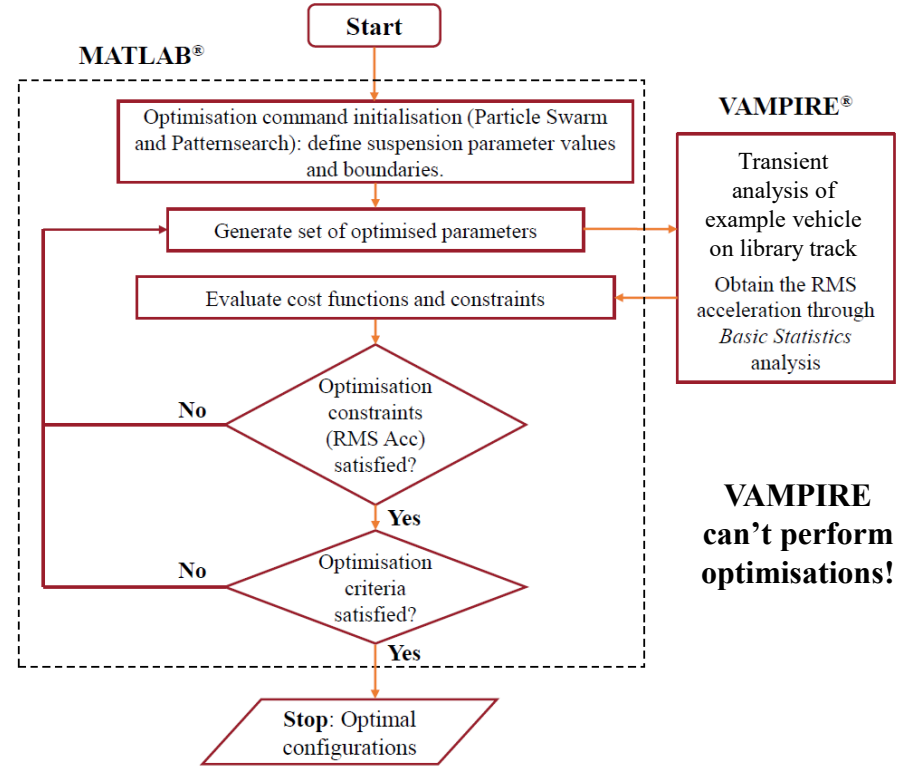 Start
MATLAB®
Optimisation command initialisation (Particle Swarm
and Patternsearch): define suspension parameter values
and boundaries.
VAMPIRE®
Transient
analysis of
example vehicle
on library track
Obtain the RMS
acceleration through
Basic Statistics
analysis
Generate set of optimised parameters
Evaluate cost functions and constraints
Optimisation
constraints
(RMS Acc)
satisfied?
No
Yes
Optimisation
criteria
satisfied?
No
Yes
Stop: Optimal
configurations
VAMPIRE
can't perform
optimisations!